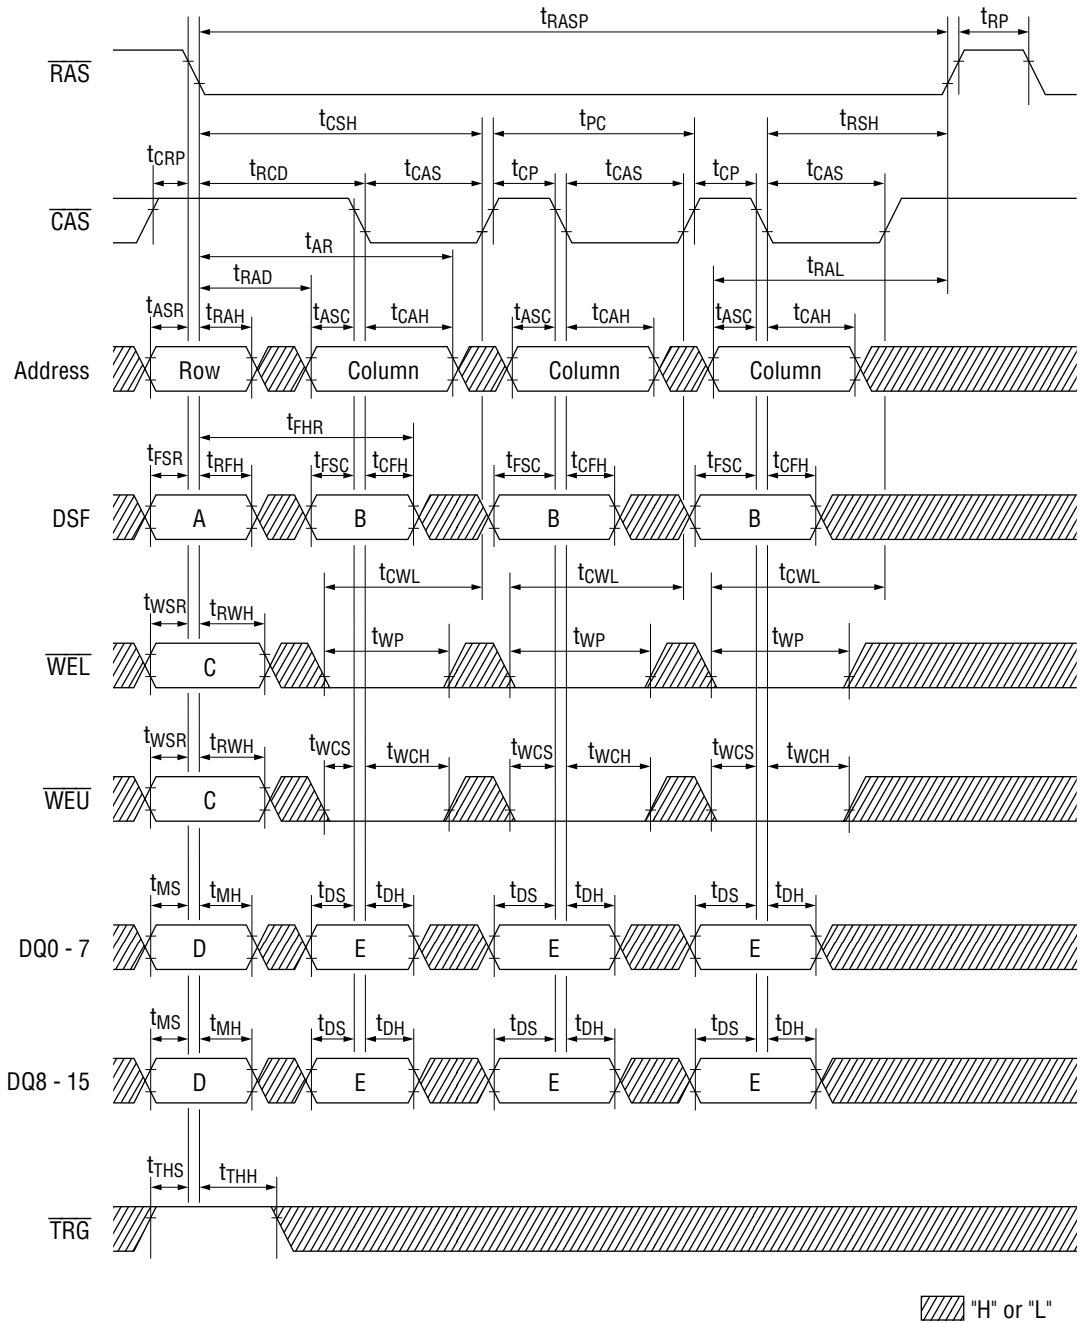 tRASP tRP
RAS
tCSH tPC tRSH
tCRP tRCD tCAS tCP tCAS tCP tCAS
CAS
tAR
tRAD tRAL
tASR tRAH tASC tCAH tASC tCAH tASC tCAH
Address Row Column Column Column
tFHR
tFSR tRFH tFSC tCFH tFSC tCFH tFSC tCFH
DSF A B B B
tCWL tCWL tCWL
tWSR tRWH tWP tWP tWP
WEL C
tWSR tRWH tWCS tWCH tWCS tWCH tWCS tWCH
WEU C
tMS tMH tDS tDH tDS tDH tDS tDH
DQ0 - 7 D E E E
tMS tMH tDS tDH tDS tDH tDS tDH
DQ8 - 15 D E E E
tTHS tTHH
TRG
"H" or "L"